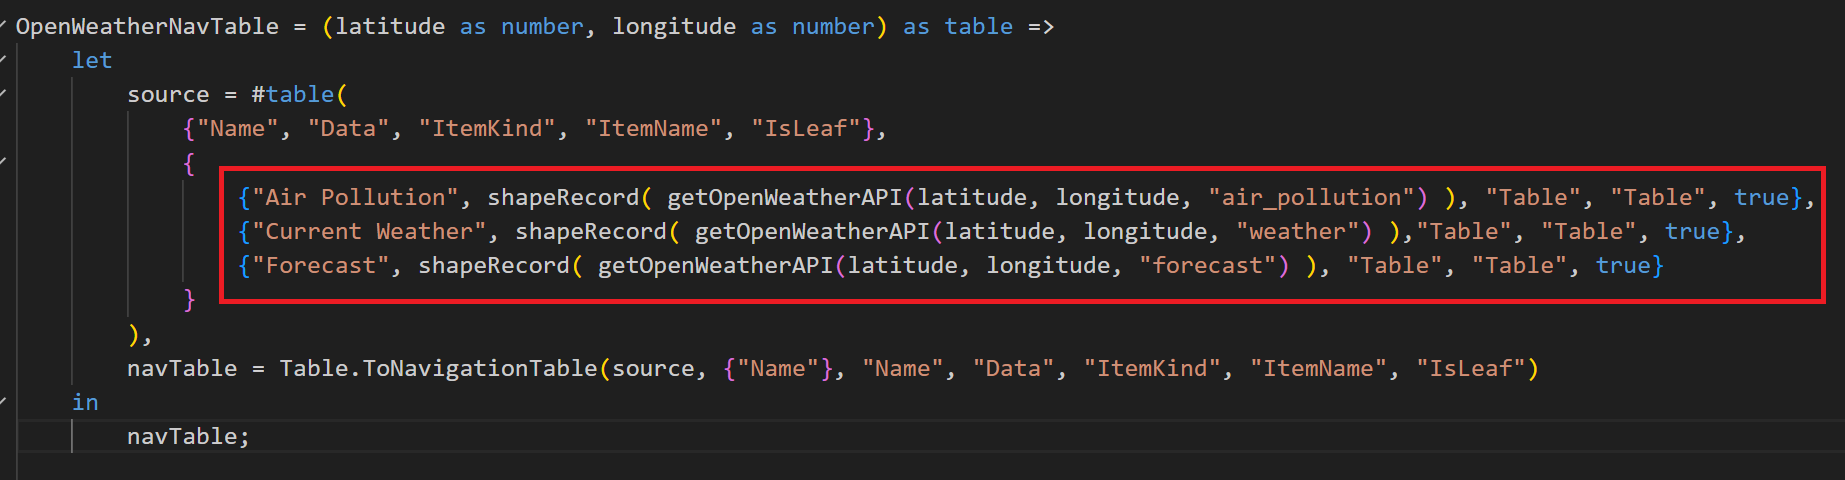 OpenWeatherNavTable = (latitude as number, longitude as number) as table =>
    let
        source = #table(
            {"Name", "Data", "ItemKind", "ItemName", "IsLeaf"},
            {
                {"Air Pollution", shapeRecord( getOpenWeatherAPI(latitude, longitude, "air_pollution") ), "Table", "Table", true},
                {"Current Weather", shapeRecord( getOpenWeatherAPI(latitude, longitude, "weather") ),"Table", "Table", true},
                {"Forecast", shapeRecord( getOpenWeatherAPI(latitude, longitude, "forecast") ), "Table", "Table", true}
            }
        ),
        navTable = Table.ToNavigationTable(source, {"Name"}, "Name", "Data", "ItemKind", "ItemName", "IsLeaf")
    in
        navTable;